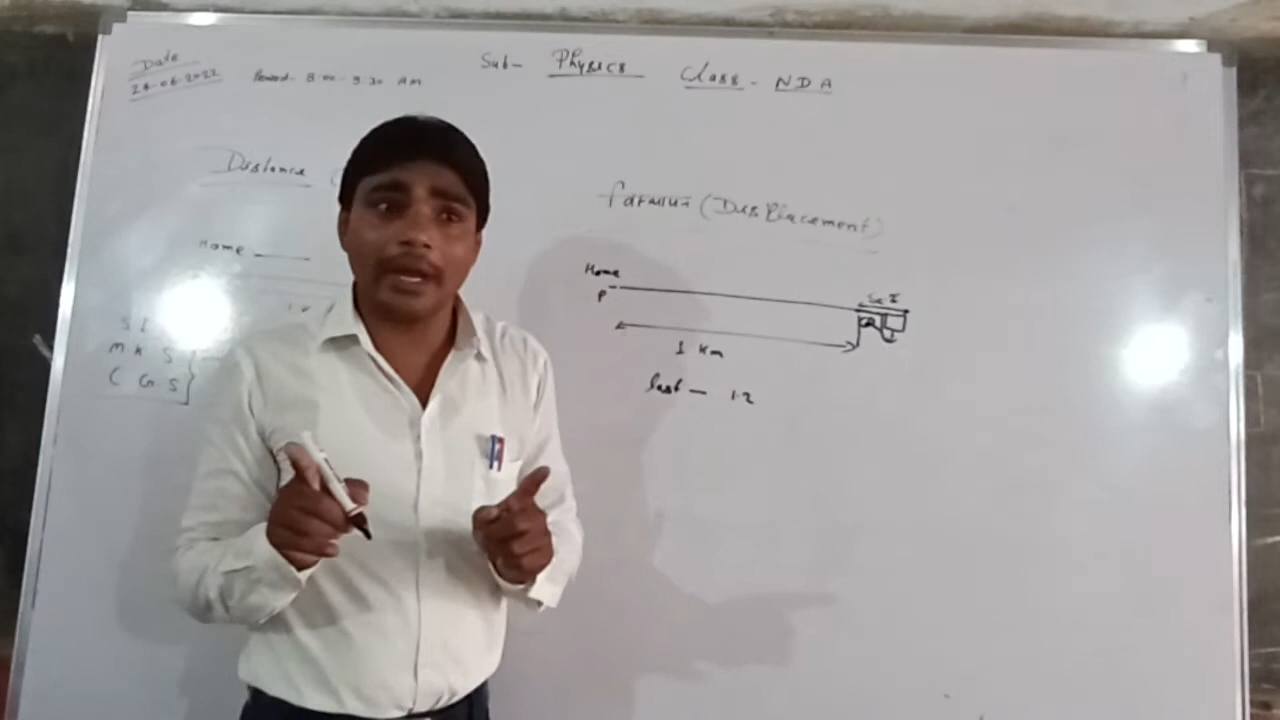 Date
24-06-2022
Period- 8:00-9:30 AM
Sub- Physics
Class- NDA
Distance (
Home
S I
M K S
C G S
(Displacement)
Home
P
1 Km
last - 1.2